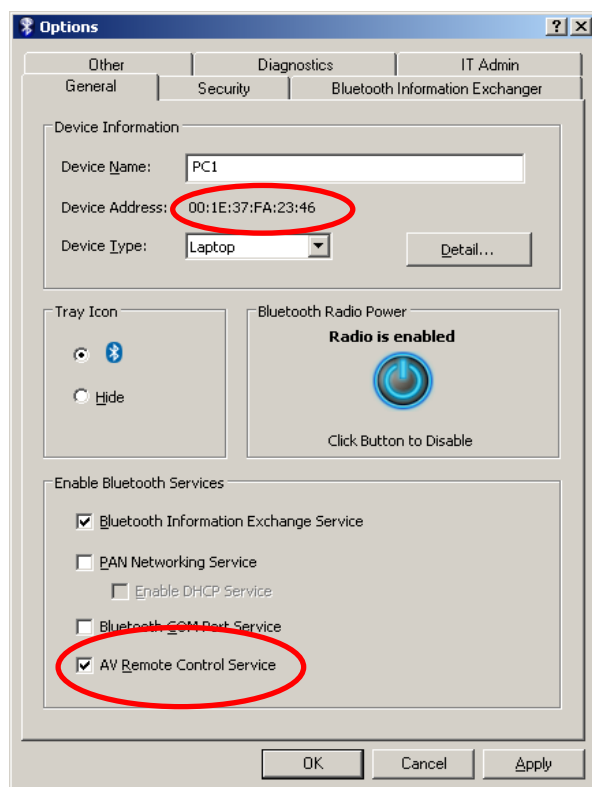 Options
Other Diagnostics IT Admin
General Security Bluetooth Information Exchanger
Device Information
Device Name: PC1
Device Address: 00:1E:37:FA:23:46
Device Type: Laptop Detail...
Tray Icon
Hide
Bluetooth Radio Power
Radio is enabled
Click Button to Disable
Enable Bluetooth Services
Bluetooth Information Exchange Service
PAN Networking Service
Enable DHCP Service
Bluetooth COM Port Service
AV Remote Control Service
OK Cancel Apply